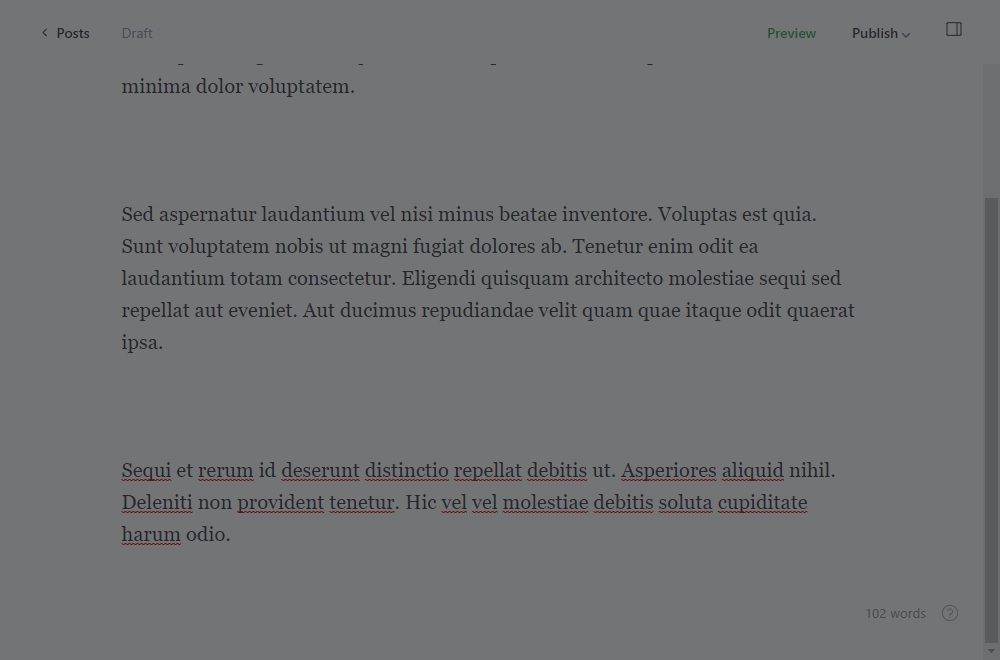 Posts
Draft
Preview
Publish
minima dolor voluptatem.
Sed aspernatur laudantium vel nisi minus beatae inventore. Voluptas est quia.
Sunt voluptatem nobis ut magni fugiat dolores ab. Tenetur enim odit ea
laudantium totam consectetur. Eligendi quisquam architecto molestiae sequi sed
repellat aut eveniet. Aut ducimus repudiandae velit quam quae itaque odit quaerat
ipsa.
Sequi et rerum id deserunt distinctio repellat debitis ut. Asperiores aliquid nihil.
Deleniti non provident tenetur. Hic vel vel molestiae debitis soluta cupiditate
harum odio.
102 words
?